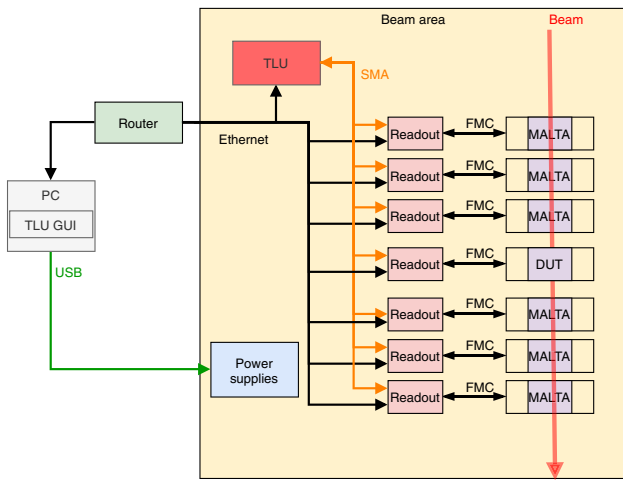 Beam area
Beam
TLU
SMA
Router
Ethernet
Readout
FMC
MALTA
Readout
FMC
MALTA
PC
TLU GUI
Readout
FMC
MALTA
USB
Readout
FMC
DUT
Readout
FMC
MALTA
Power
supplies
Readout
FMC
MALTA
Readout
FMC
MALTA